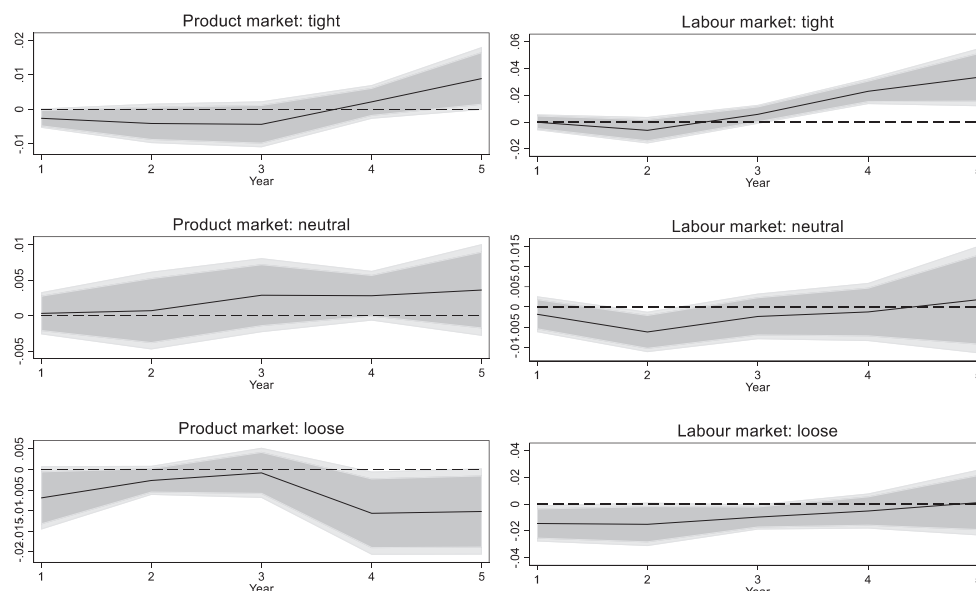 Product market: tight
.02
.01
0
-.01
1 2 3 4 5
Year
Labour market: tight
.06
.04
.02
0
-.02
1 2 3 4 5
Year
Product market: neutral
.01
.005
0
-.005
1 2 3 4 5
Year
Labour market: neutral
.015
.01
.005
0
-.005
-.01
1 2 3 4 5
Year
Product market: loose
.005
0
-.005
-.01
-.015
-.02
1 2 3 4 5
Year
Labour market: loose
.04
.02
0
-.02
-.04
1 2 3 4 5
Year